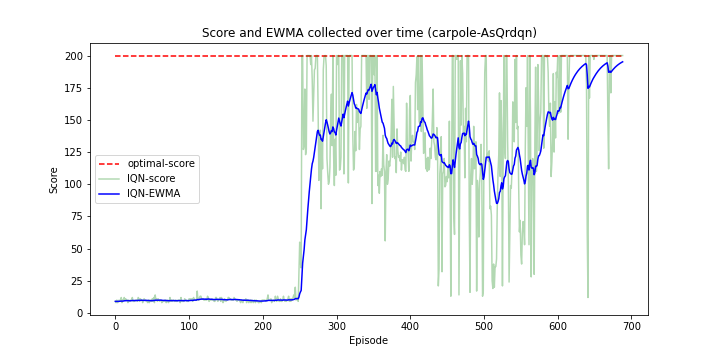 Score and EWMA collected over time (carpole-AsQrdqn)
Score
200
175
150
125
100
75
50
25
0
optimal-score
IQN-score
IQN-EWMA
0 100 200 300 400 500 600 700
Episode